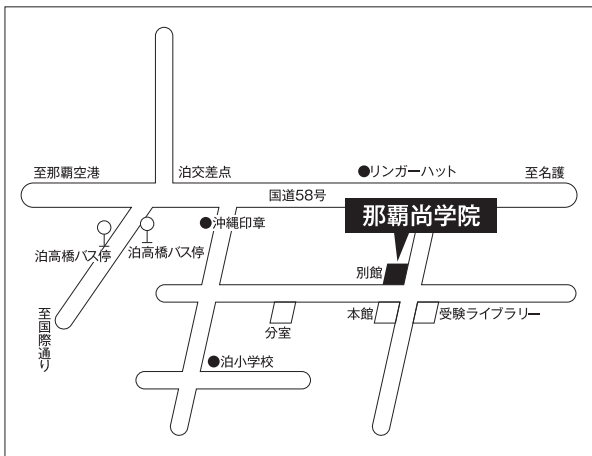 至那覇空港
泊交差点
●リンガーハット
至名護
国道58号
那覇尚学院
●沖縄印章
泊高橋バス停
泊高橋バス停
別館
至国際通り
分室
本館
受験ライブラリー
●泊小学校